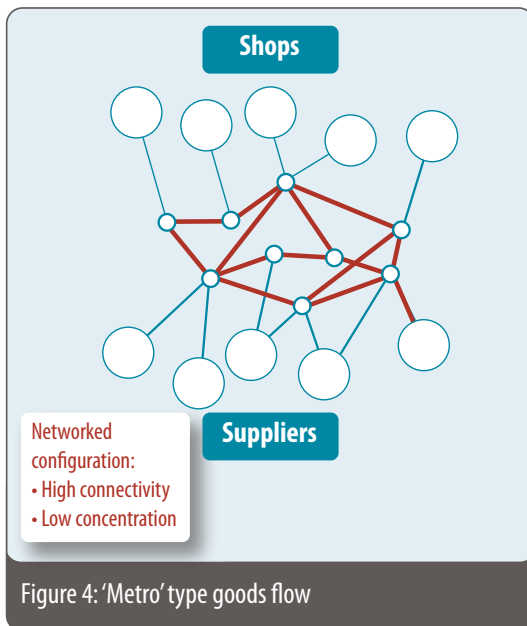 Shops
Suppliers
Networked
configuration:
• High connectivity
• Low concentration
Figure 4: ‘Metro’ type goods flow